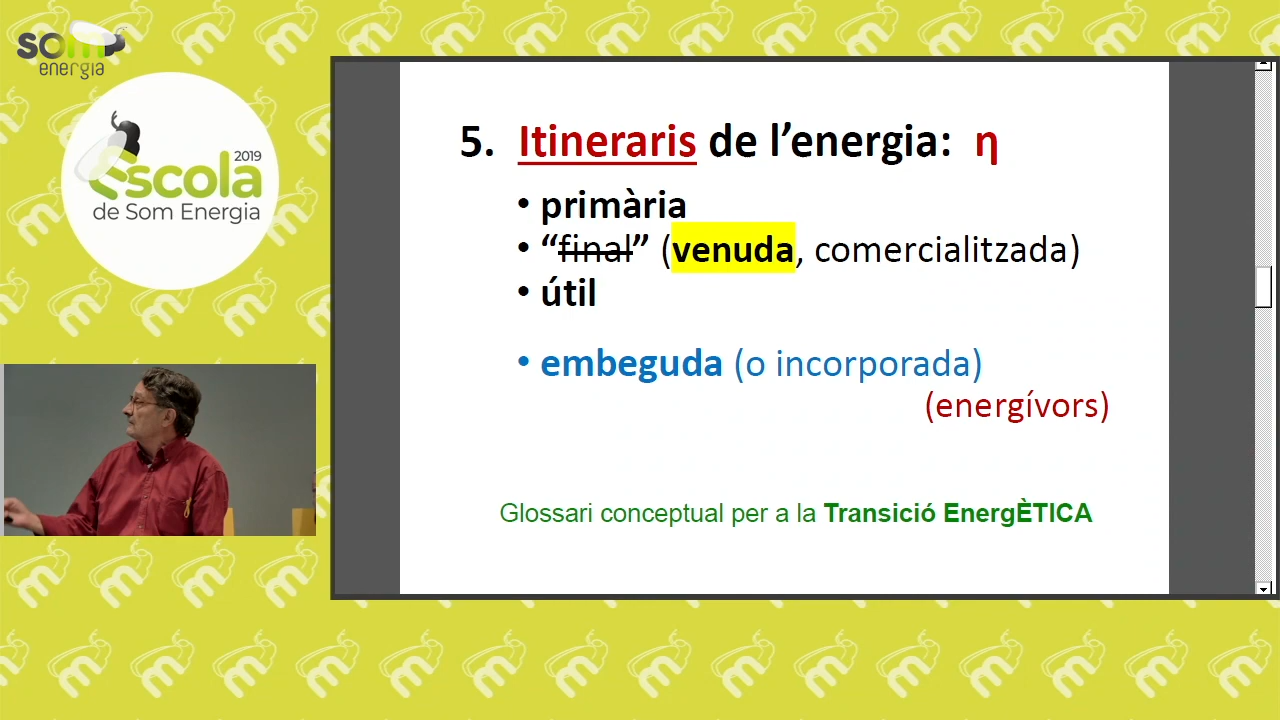 som
energia
2019
escola
de Som Energia
5. Itineraris de l’energia: η
• primària
• “final” (venuda, comercialitzada)
• útil
• embeguda (o incorporada)
(energívors)
Glossari conceptual per a la Transició EnergÈTICA